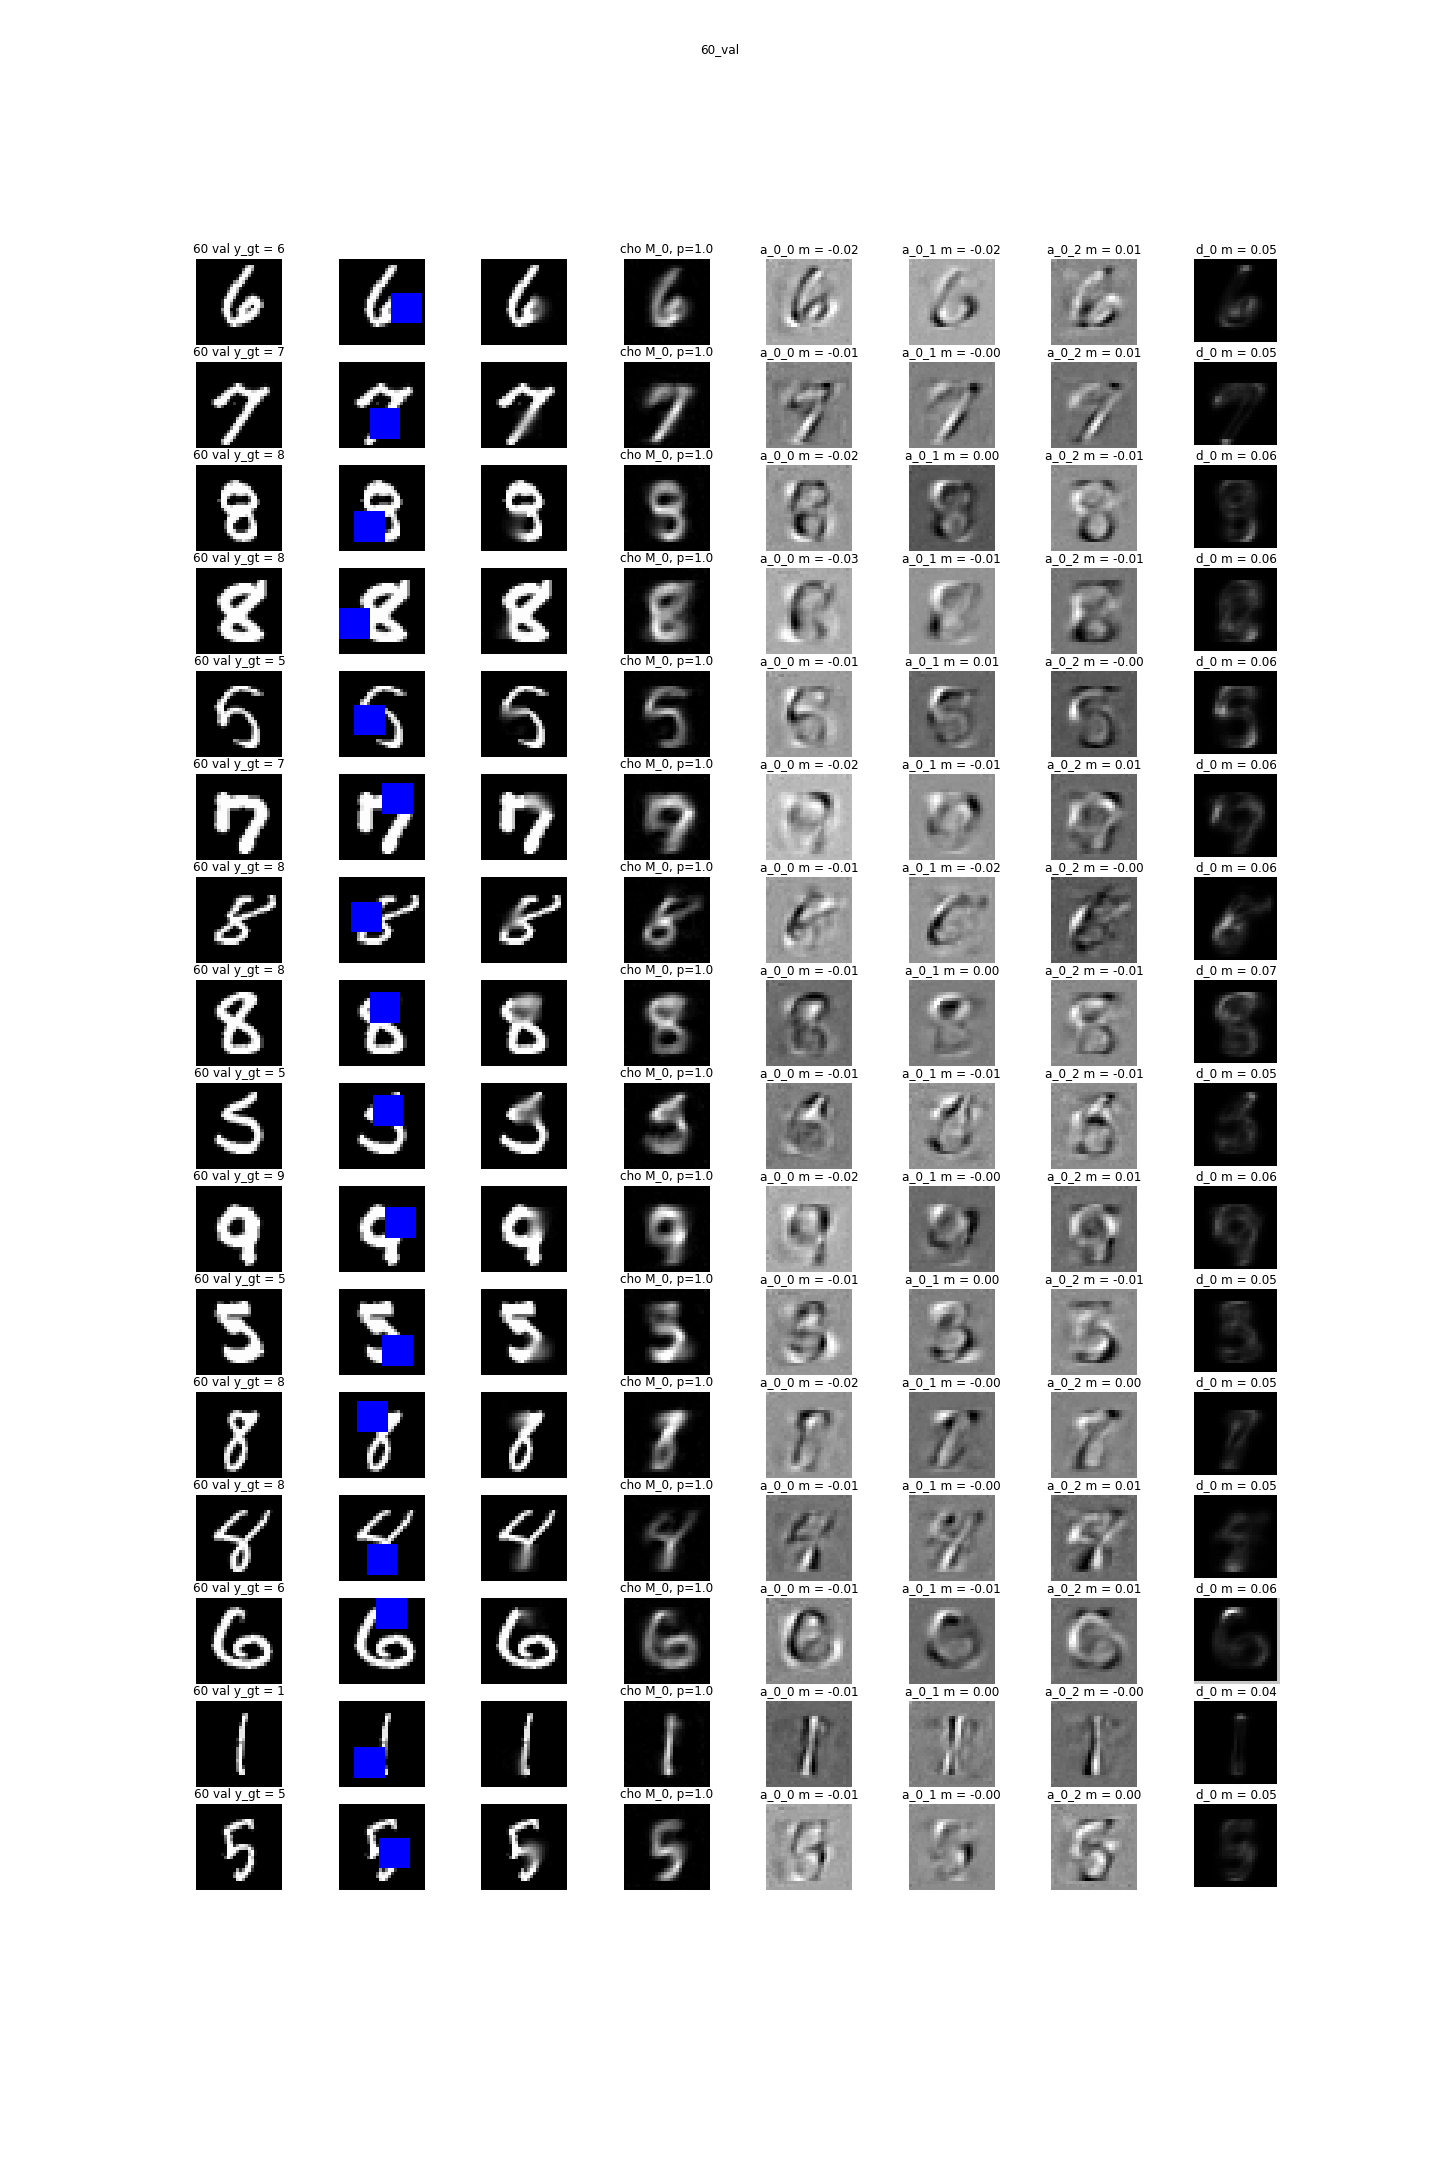 60_val
60 val y_gt = 6 cho M_0, p=1.0 a_0_0 m = -0.02 a_0_1 m = -0.02 a_0_2 m = 0.01 d_0 m = 0.05
60 val y_gt = 7 cho M_0, p=1.0 a_0_0 m = -0.01 a_0_1 m = -0.00 a_0_2 m = 0.01 d_0 m = 0.05
60 val y_gt = 8 cho M_0, p=1.0 a_0_0 m = -0.02 a_0_1 m = 0.00 a_0_2 m = -0.01 d_0 m = 0.06
60 val y_gt = 8 cho M_0, p=1.0 a_0_0 m = -0.03 a_0_1 m = -0.01 a_0_2 m = -0.01 d_0 m = 0.06
60 val y_gt = 5 cho M_0, p=1.0 a_0_0 m = -0.01 a_0_1 m = 0.01 a_0_2 m = -0.00 d_0 m = 0.06
60 val y_gt = 7 cho M_0, p=1.0 a_0_0 m = -0.02 a_0_1 m = -0.01 a_0_2 m = 0.01 d_0 m = 0.06
60 val y_gt = 8 cho M_0, p=1.0 a_0_0 m = -0.01 a_0_1 m = -0.02 a_0_2 m = -0.00 d_0 m = 0.06
60 val y_gt = 8 cho M_0, p=1.0 a_0_0 m = -0.01 a_0_1 m = 0.00 a_0_2 m = -0.01 d_0 m = 0.07
60 val y_gt = 5 cho M_0, p=1.0 a_0_0 m = -0.01 a_0_1 m = -0.01 a_0_2 m = -0.01 d_0 m = 0.05
60 val y_gt = 9 cho M_0, p=1.0 a_0_0 m = -0.02 a_0_1 m = -0.00 a_0_2 m = 0.01 d_0 m = 0.06
60 val y_gt = 5 cho M_0, p=1.0 a_0_0 m = -0.01 a_0_1 m = 0.00 a_0_2 m = -0.01 d_0 m = 0.05
60 val y_gt = 8 cho M_0, p=1.0 a_0_0 m = -0.02 a_0_1 m = -0.00 a_0_2 m = 0.00 d_0 m = 0.05
60 val y_gt = 8 cho M_0, p=1.0 a_0_0 m = -0.01 a_0_1 m = -0.00 a_0_2 m = 0.01 d_0 m = 0.05
60 val y_gt = 6 cho M_0, p=1.0 a_0_0 m = -0.01 a_0_1 m = -0.01 a_0_2 m = 0.01 d_0 m = 0.06
60 val y_gt = 1 cho M_0, p=1.0 a_0_0 m = -0.01 a_0_1 m = 0.00 a_0_2 m = -0.00 d_0 m = 0.04
60 val y_gt = 5 cho M_0, p=1.0 a_0_0 m = -0.01 a_0_1 m = -0.00 a_0_2 m = 0.00 d_0 m = 0.05